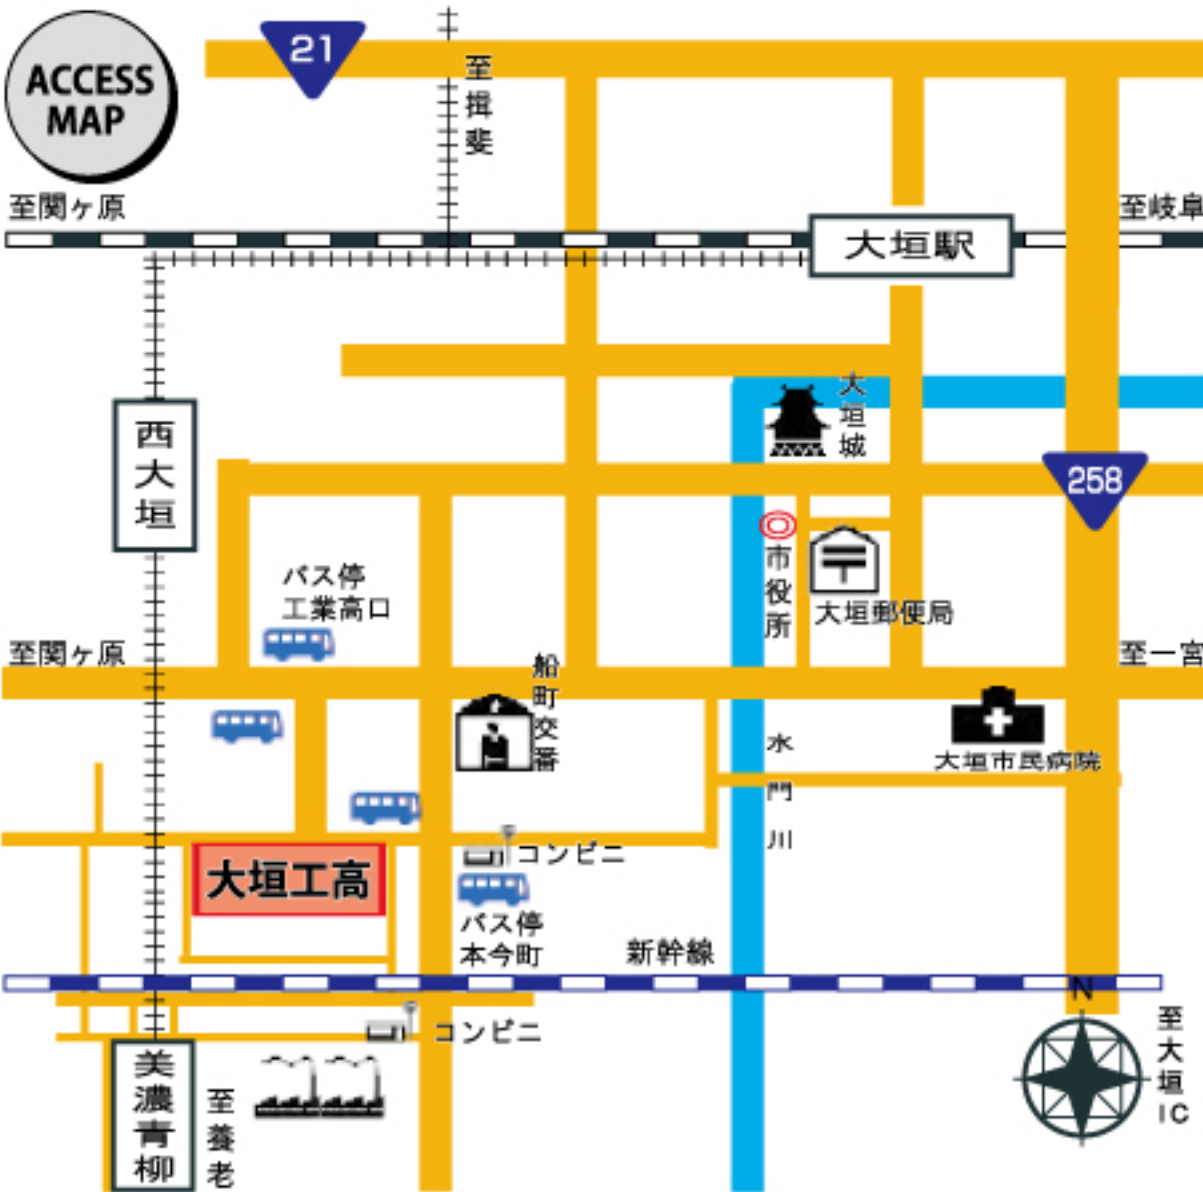 ACCESS
MAP
21
至揖斐
至関ヶ原
至岐阜
大垣駅
西大垣
大垣城
258
市役所
大垣郵便局
バス停
工業高口
至関ヶ原
至一宮
船町交番
水門川
大垣市民病院
大垣工高
コンビニ
バス停
本今町
新幹線
N
コンビニ
至大垣IC
美濃青柳
至養老